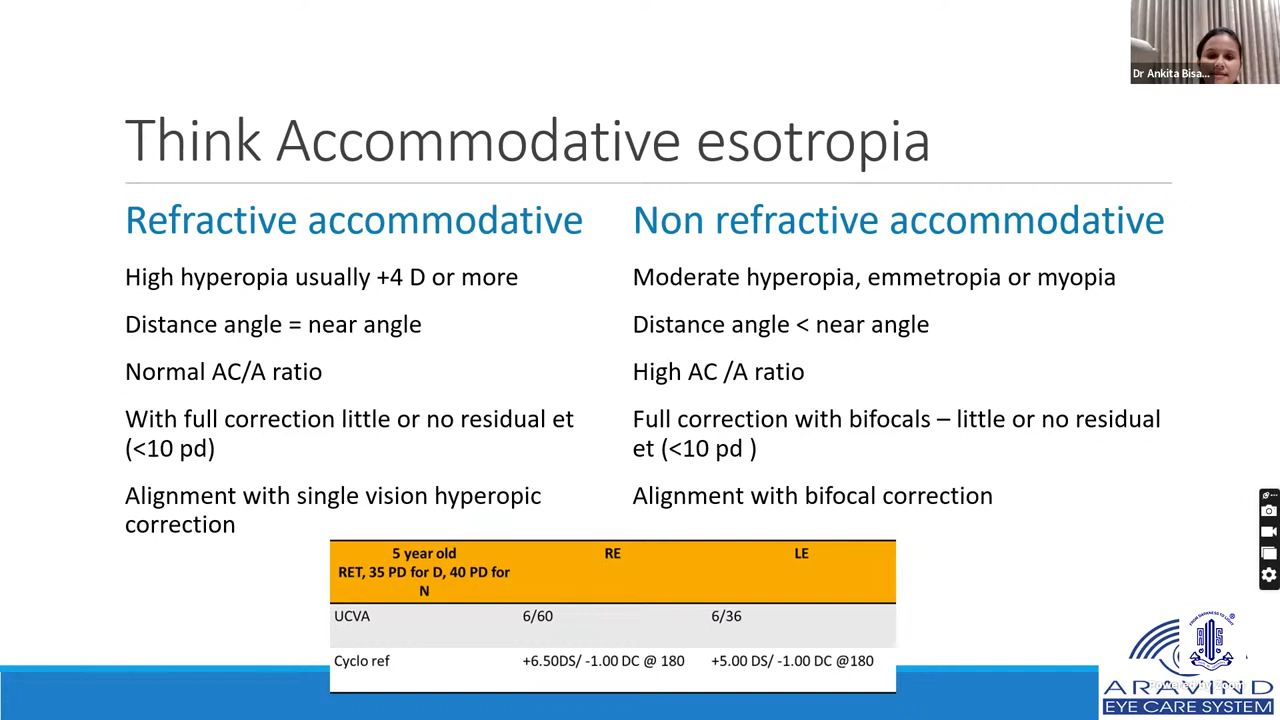 Dr Ankita Bisa...
Think Accommodative esotropia
Refractive accommodative
High hyperopia usually +4 D or more
Distance angle = near angle
Normal AC/A ratio
With full correction little or no residual et
(<10 pd)
Alignment with single vision hyperopic
correction
Non refractive accommodative
Moderate hyperopia, emmetropia or myopia
Distance angle < near angle
High AC /A ratio
Full correction with bifocals – little or no residual
et (<10 pd )
Alignment with bifocal correction
5 year old
RET, 35 PD for D, 40 PD for
N
RE
LE
UCVA
6/60
6/36
Cyclo ref
+6.50DS/ -1.00 DC @ 180
+5.00 DS/ -1.00 DC @180
Powered by Zoom
ARAVIND
EYE CARE SYSTEM